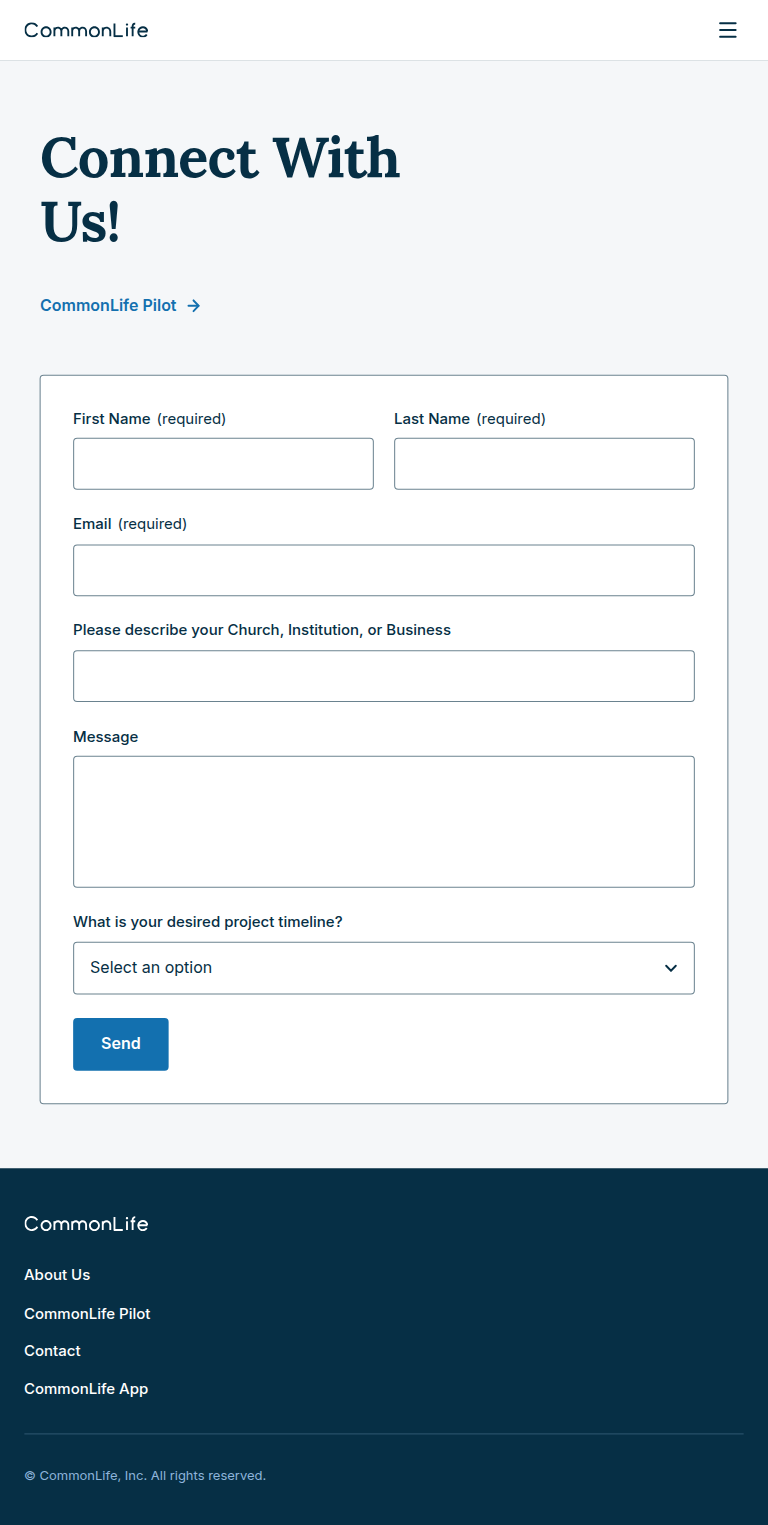 CommonLife
Connect With
Us!
CommonLife Pilot
First Name (required)
Last Name (required)
Email (required)
Please describe your Church, Institution, or Business
Message
What is your desired project timeline?
Select an option
Send
CommonLife
About Us
CommonLife Pilot
Contact
CommonLife App
© CommonLife, Inc. All rights reserved.